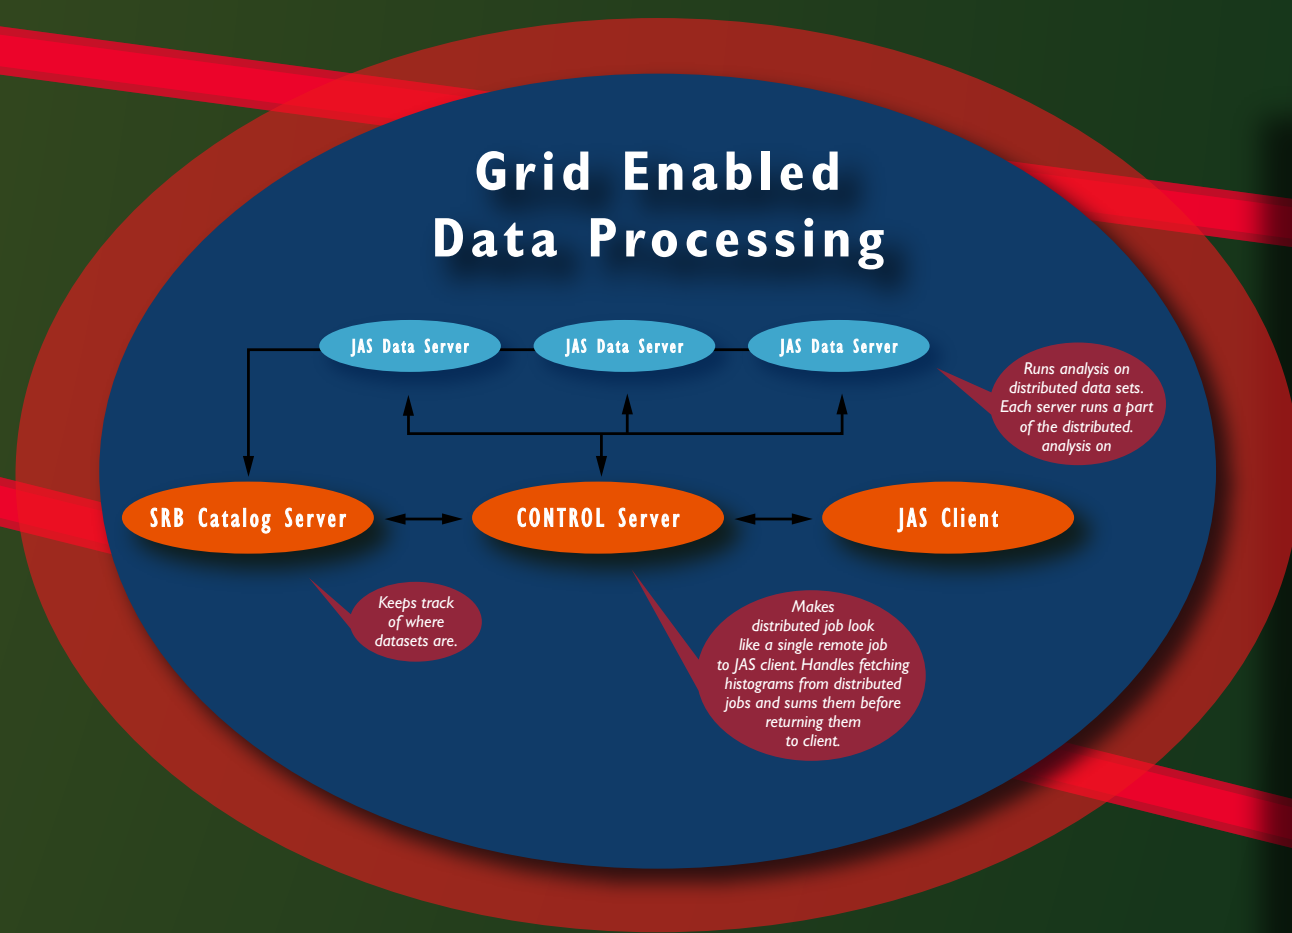 Grid Enabled
Data Processing
JAS Data Server
JAS Data Server
JAS Data Server
Runs analysis on
distributed data sets.
Each server runs a part
of the distributed.
analysis on
SRB Catalog Server
CONTROL Server
JAS Client
Keeps track
of where
datasets are.
Makes
distributed job look
like a single remote job
to JAS client. Handles fetching
histograms from distributed
jobs and sums them before
returning them
to client.